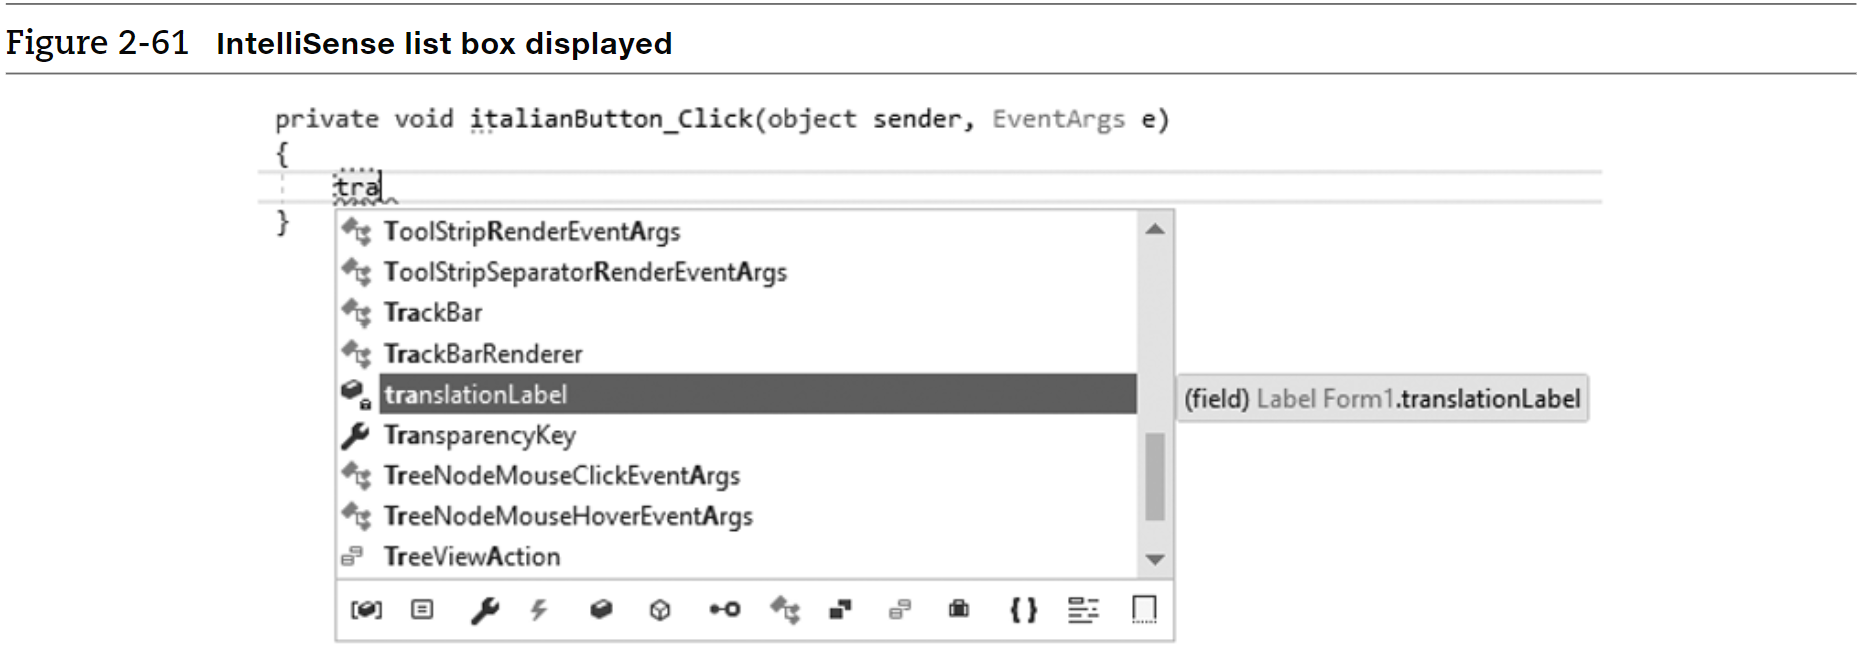 Figure 2-61 IntelliSense list box displayed
private void italianButton_Click(object sender, EventArgs e)
{
tra
}
ToolStripRenderEventArgs
ToolStripSeparatorRenderEventArgs
TrackBar
TrackBarRenderer
translationLabel
(field) Label Form1.translationLabel
TransparencyKey
TreeNodeMouseClickEventArgs
TreeNodeMouseHoverEventArgs
TreeViewAction